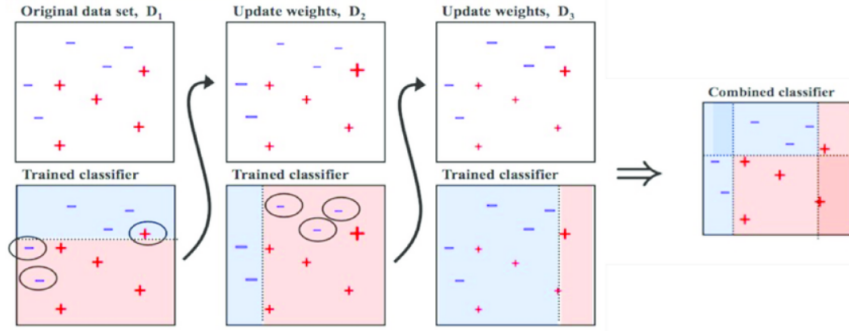 Original data set, D₁
Update weights, D₂
Update weights, D₃
Combined classifier
Trained classifier
Trained classifier
Trained classifier